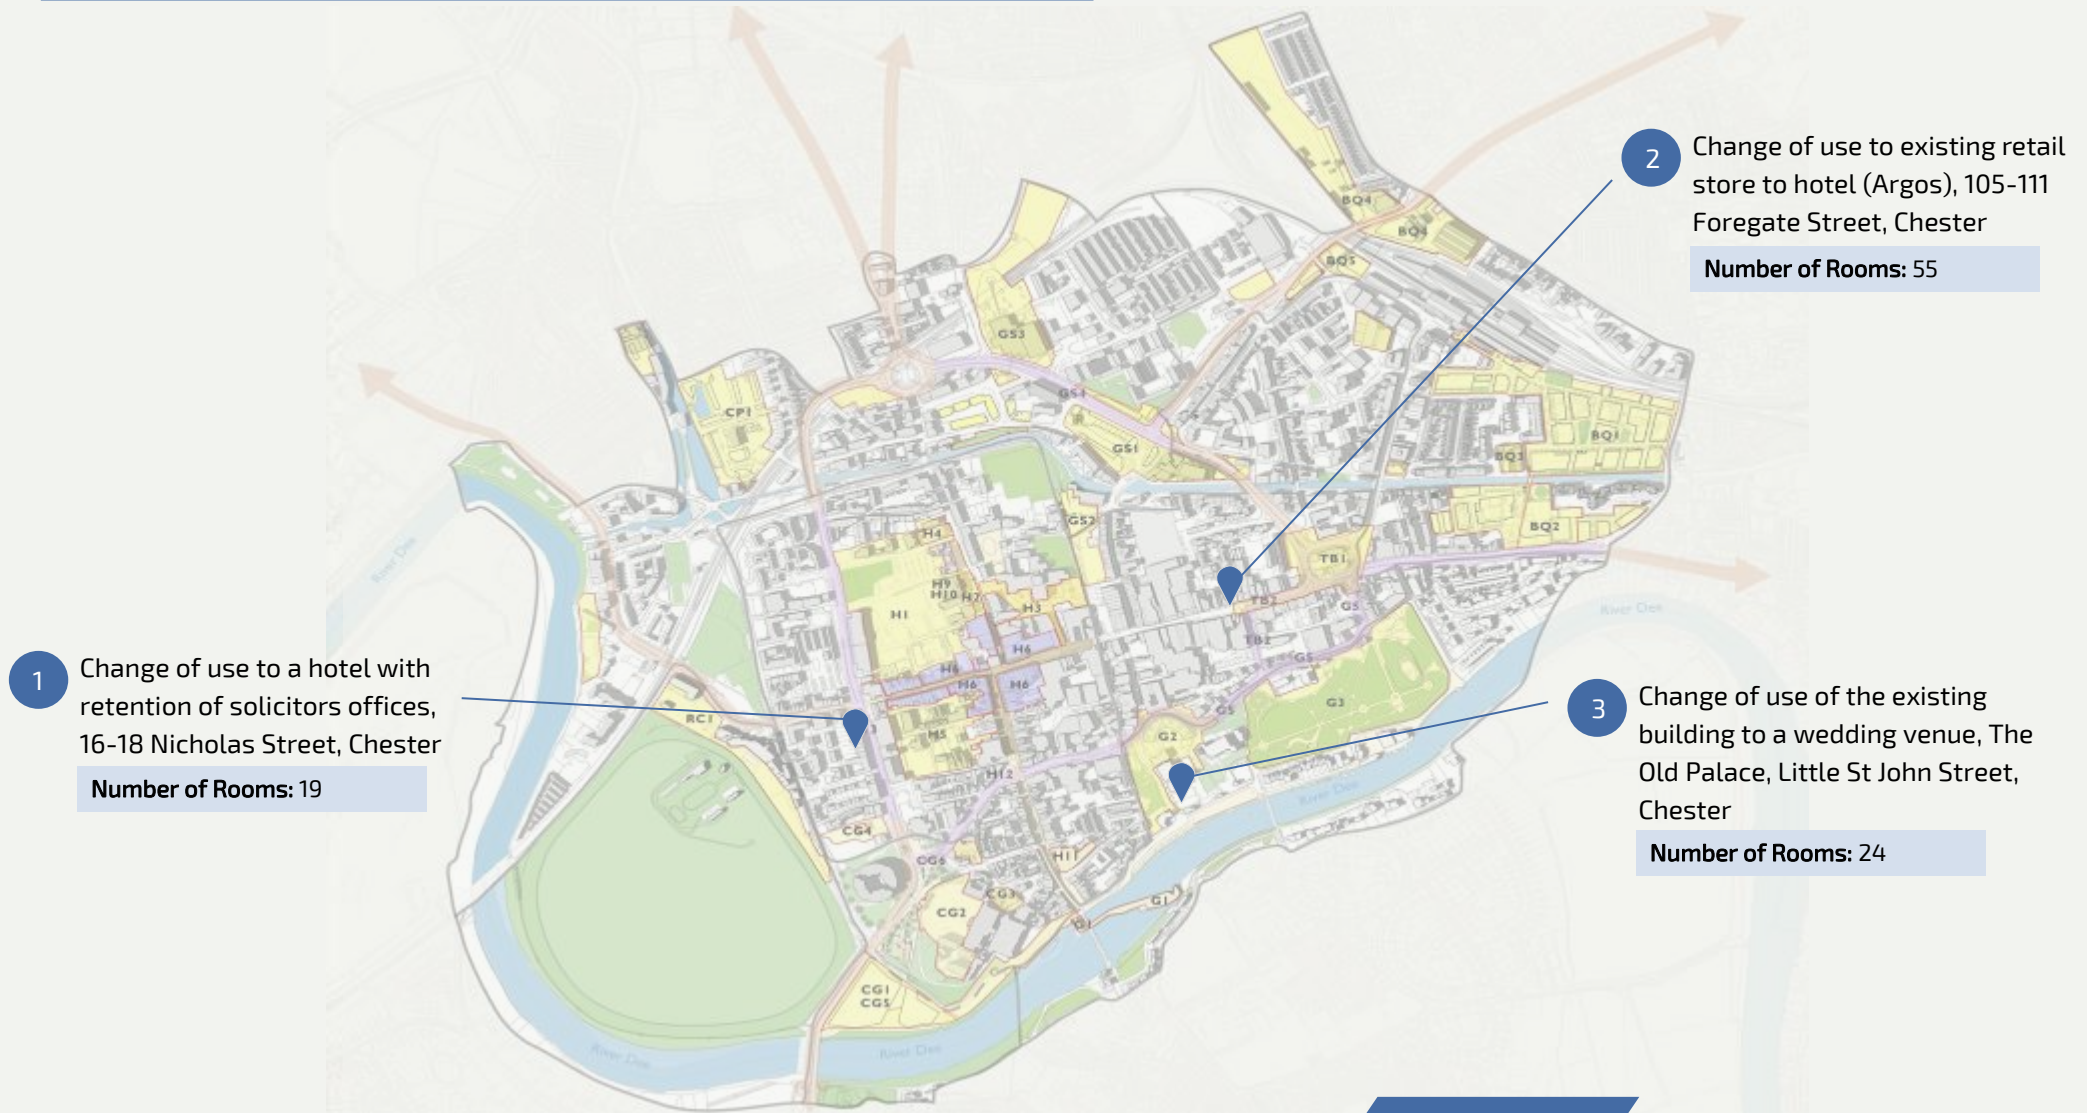 2
Change of use to existing retail
store to hotel (Argos), 105-111
Foregate Street, Chester
Number of Rooms: 55
1
Change of use to a hotel with
retention of solicitors offices,
16-18 Nicholas Street, Chester
Number of Rooms: 19
3
Change of use of the existing
building to a wedding venue, The
Old Palace, Little St John Street,
Chester
Number of Rooms: 24
BQ4
BQ4
BQ5
GS3
GS4
CP1
GS1
BQ1
BQ3
BQ2
GS2
River Dee
H4
TB1
H9
H10 H2
H3
H1
TB2
G5
River Dee
TB2
H6
G5
H6
H6
H6
RC1
G3
G5
H5
G2
H12
River Dee
CG4
CG6
H11
CG3
CG2
G1
G1
CG1
CG5
River Dee
River Dee